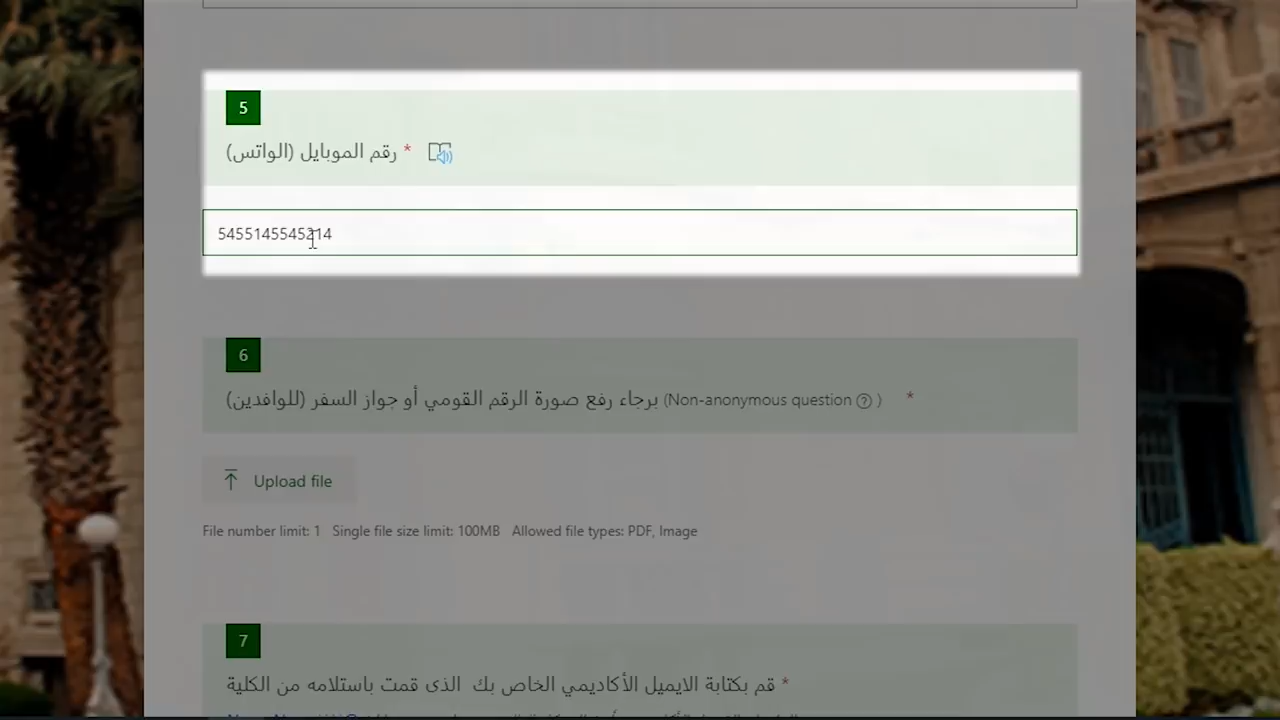 5
رقم الموبايل (الواتس) *
5455145545214
6
برجاء رفع صورة الرقم القومي أو جواز السفر (للوافدين) (Non-anonymous question ?) *
Upload file
File number limit: 1 Single file size limit: 100MB Allowed file types: PDF, Image
7
قم بكتابة الايميل الأكاديمي الخاص بك الذى قمت باستلامه من الكلية *